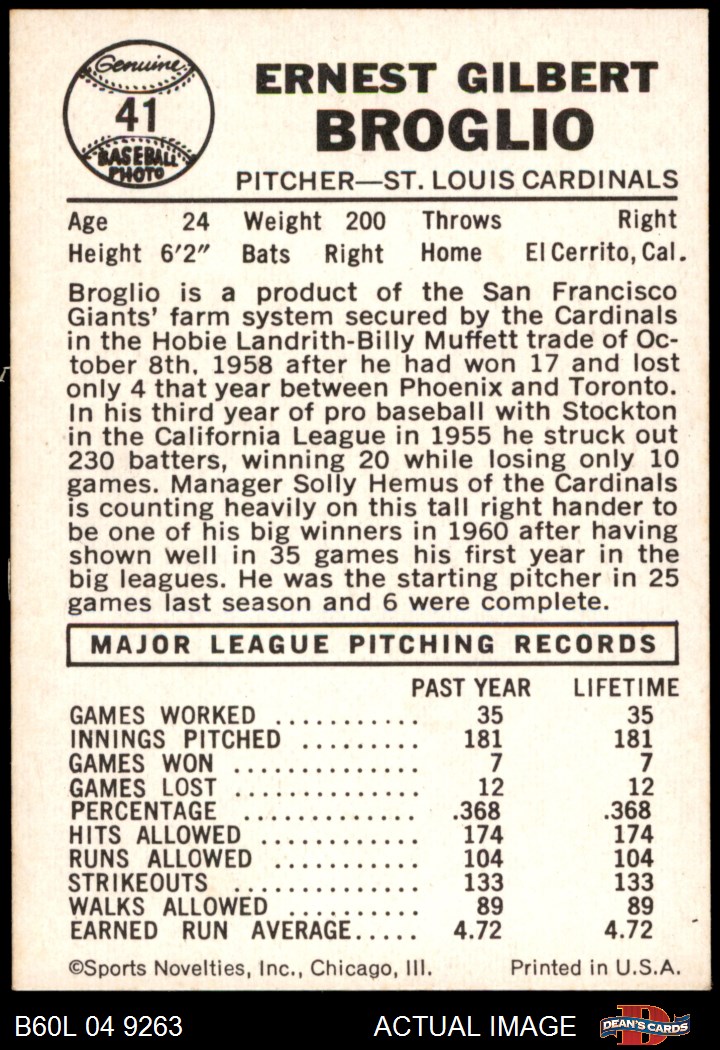 Genuine
41
BASEBALL
PHOTO
ERNEST GILBERT
BROGLIO
PITCHER—ST. LOUIS CARDINALS
Age 24 Weight 200 Throws Right
Height 6'2" Bats Right Home El Cerrito, Cal.
Broglio is a product of the San Francisco
Giants' farm system secured by the Cardinals
in the Hobie Landrith-Billy Muffett trade of Oc-
tober 8th, 1958 after he had won 17 and lost
only 4 that year between Phoenix and Toronto.
In his third year of pro baseball with Stockton
in the California League in 1955 he struck out
230 batters, winning 20 while losing only 10
games. Manager Solly Hemus of the Cardinals
is counting heavily on this tall right hander to
be one of his big winners in 1960 after having
shown well in 35 games his first year in the
big leagues. He was the starting pitcher in 25
games last season and 6 were complete.
MAJOR LEAGUE PITCHING RECORDS
PAST YEAR LIFETIME
GAMES WORKED ............ 35 35
INNINGS PITCHED ......... 181 181
GAMES WON ............... 7 7
GAMES LOST .............. 12 12
PERCENTAGE .............. .368 .368
HITS ALLOWED ............ 174 174
RUNS ALLOWED ............ 104 104
STRIKEOUTS .............. 133 133
WALKS ALLOWED .......... 89 89
EARNED RUN AVERAGE..... 4.72 4.72
©Sports Novelties, Inc., Chicago, Ill. Printed in U.S.A.
B60L 04 9263 ACTUAL IMAGE D DEAN'S CARDS